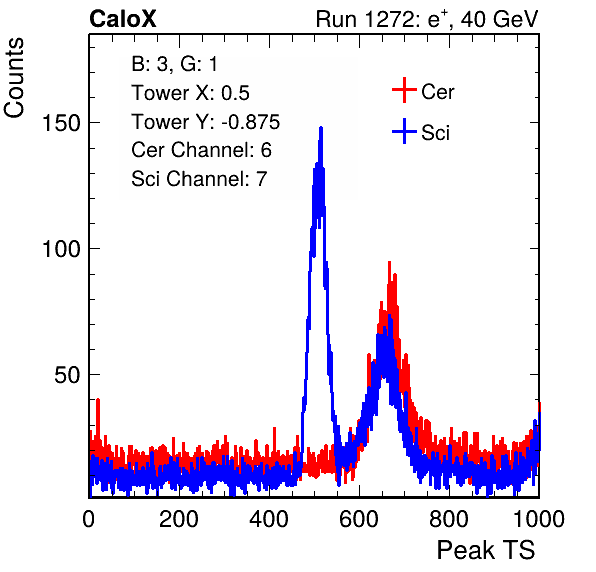 CaloX Run 1272: e⁺, 40 GeV
Counts
B: 3, G: 1
Tower X: 0.5
Tower Y: -0.875
Cer Channel: 6
Sci Channel: 7
Cer
Sci
150
100
50
0 200 400 600 800 1000
Peak TS